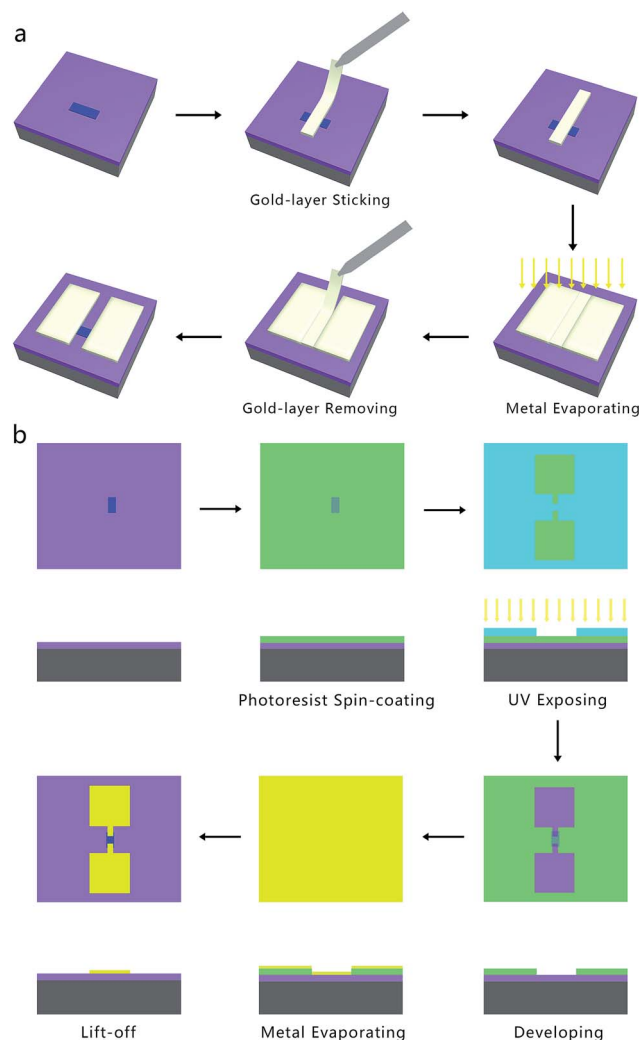 a
Gold-layer Sticking
Gold-layer Removing
Metal Evaporating
b
Photoresist Spin-coating
UV Exposing
Lift-off
Metal Evaporating
Developing